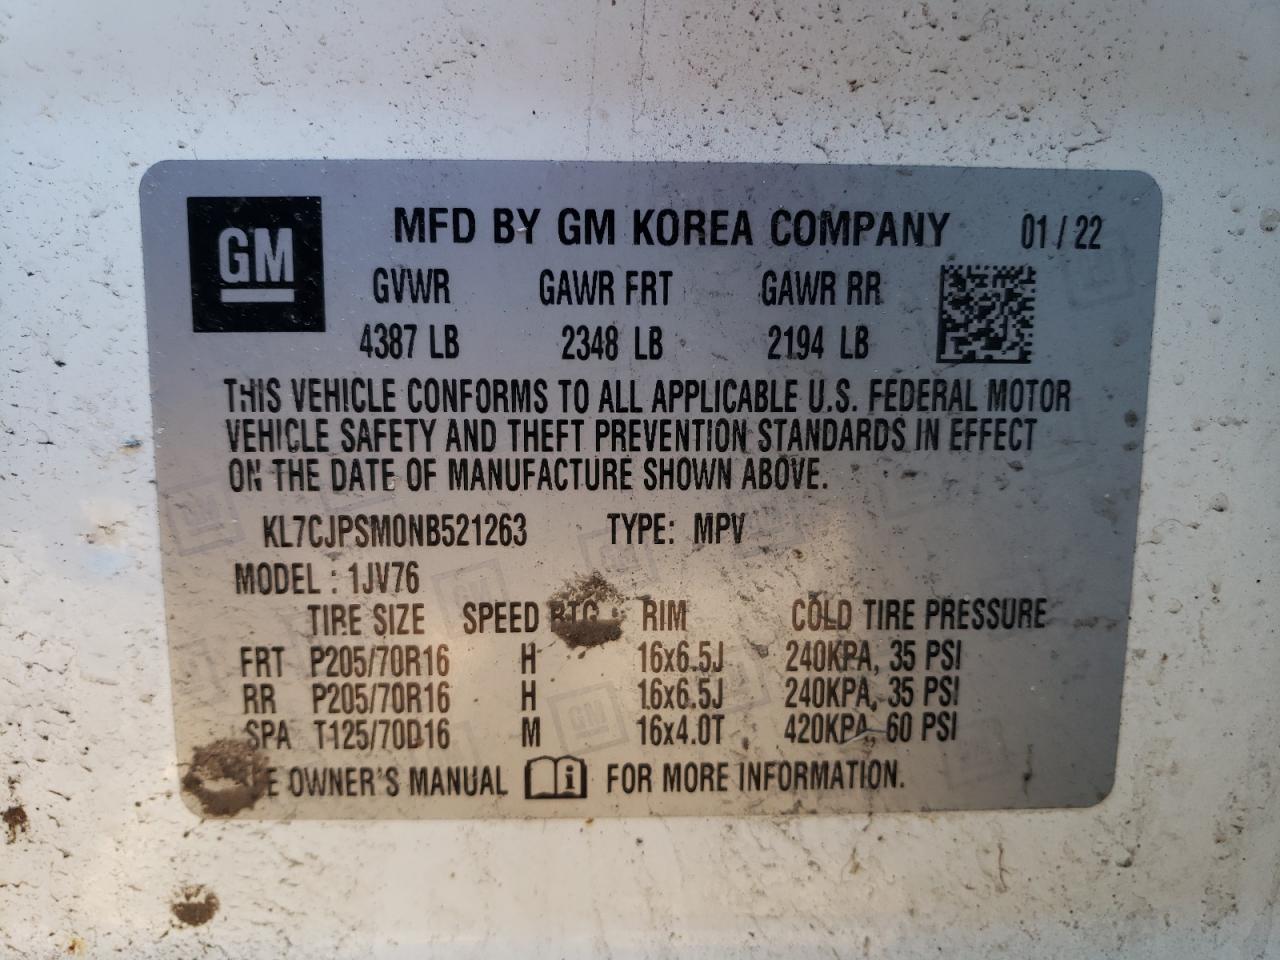 GM
MFD BY GM KOREA COMPANY 01/22
GVWR GAWR FRT GAWR RR
4387 LB 2348 LB 2194 LB
THIS VEHICLE CONFORMS TO ALL APPLICABLE U.S. FEDERAL MOTOR
VEHICLE SAFETY AND THEFT PREVENTION STANDARDS IN EFFECT
ON THE DATE OF MANUFACTURE SHOWN ABOVE.
KL7CJPSM0NB521263 TYPE: MPV
MODEL : 1JV76
TIRE SIZE SPEED RTG RIM COLD TIRE PRESSURE
FRT P205/70R16 H 16x6.5J 240KPA, 35 PSI
RR P205/70R16 H 16x6.5J 240KPA, 35 PSI
SPA T125/70D16 M 16x4.0T 420KPA, 60 PSI
OWNER'S MANUAL FOR MORE INFORMATION.